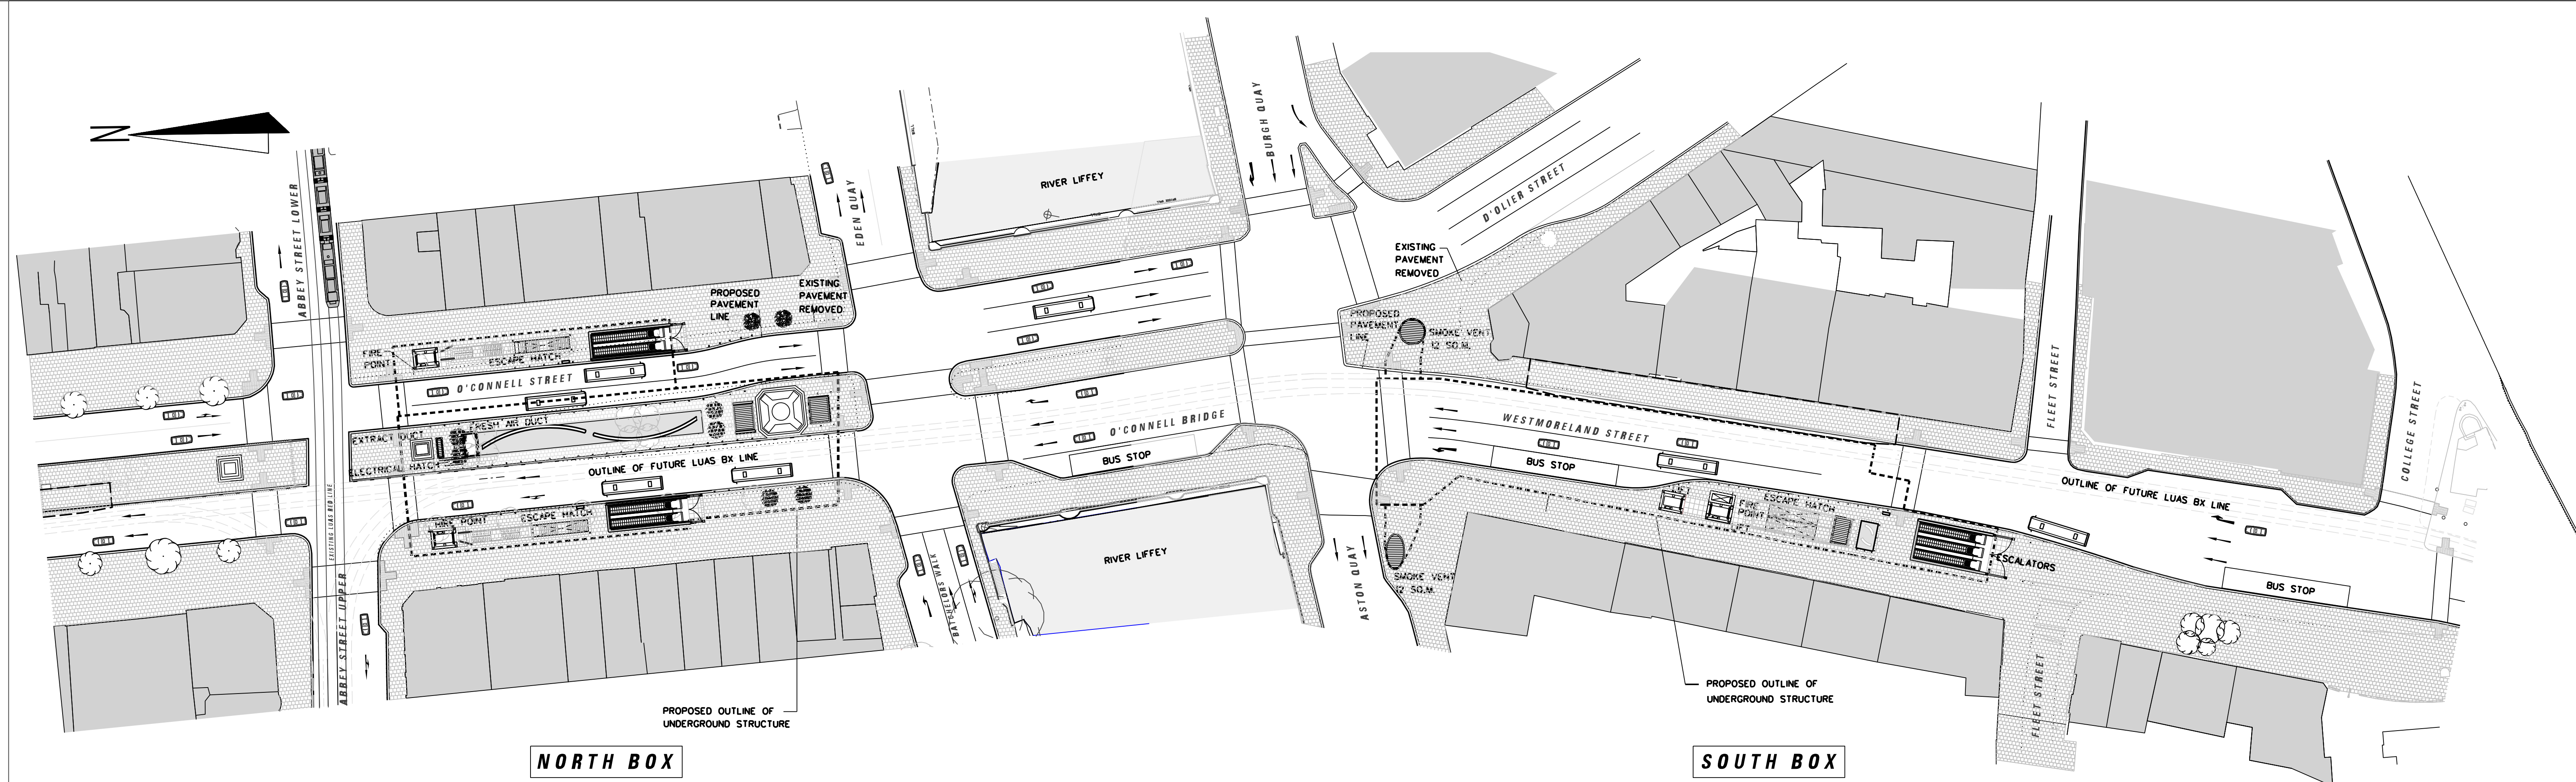 N
ABBEY STREET LOWER
EDEN QUAY
RIVER LIFFEY
BURGH QUAY
D'OLIER STREET
EXISTING
PAVEMENT
REMOVED
PROPOSED
PAVEMENT
LINE
EXISTING
PAVEMENT
REMOVED
FIRE
POINT
ESCAPE HATCH
O'CONNELL STREET
PROPOSED
PAVEMENT
LINE
SMOKE VENT
12 SQ.M.
FLEET STREET
COLLEGE STREET
EXTRACT DUCT
FRESH AIR DUCT
ELECTRICAL HATCH
OUTLINE OF FUTURE LUAS BX LINE
O'CONNELL BRIDGE
BUS STOP
WESTMORELAND STREET
BUS STOP
OUTLINE OF FUTURE LUAS BX LINE
EXISTING LUAS RED LINE
FIRE POINT
ESCAPE HATCH
LIFT
FIRE
POINT
LIFT
ESCAPE HATCH
ESCALATORS
BUS STOP
ABBEY STREET UPPER
BATCHELORS WALK
RIVER LIFFEY
ASTON QUAY
SMOKE VENT
12 SQ.M.
FLEET STREET
PROPOSED OUTLINE OF
UNDERGROUND STRUCTURE
PROPOSED OUTLINE OF
UNDERGROUND STRUCTURE
NORTH BOX
SOUTH BOX